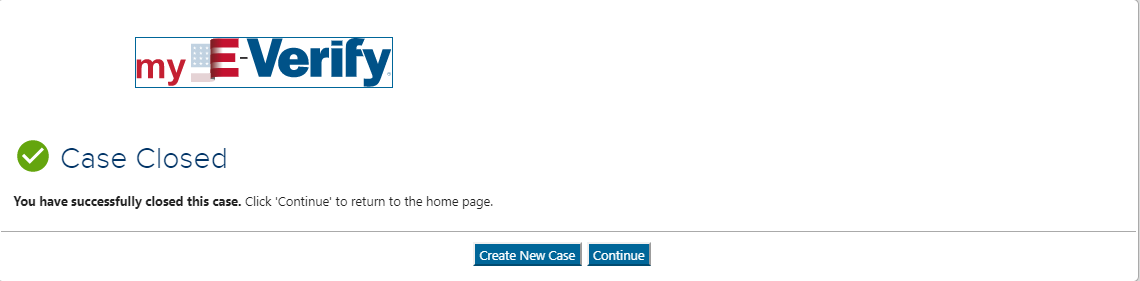 my E-Verify®
Case Closed
You have successfully closed this case. Click 'Continue' to return to the home page.
Create New Case Continue